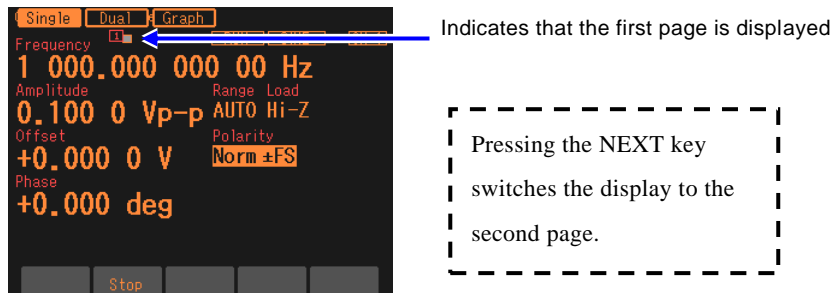 Single Dual Graph
1
Frequency
1 000.000 000 00 Hz
Amplitude Range Load
0.100 0 Vp-p AUTO Hi-Z
Offset Polarity
+0.000 0 V Norm ±FS
Phase
+0.000 deg
Stop
Indicates that the first page is displayed
Pressing the NEXT key
switches the display to the
second page.